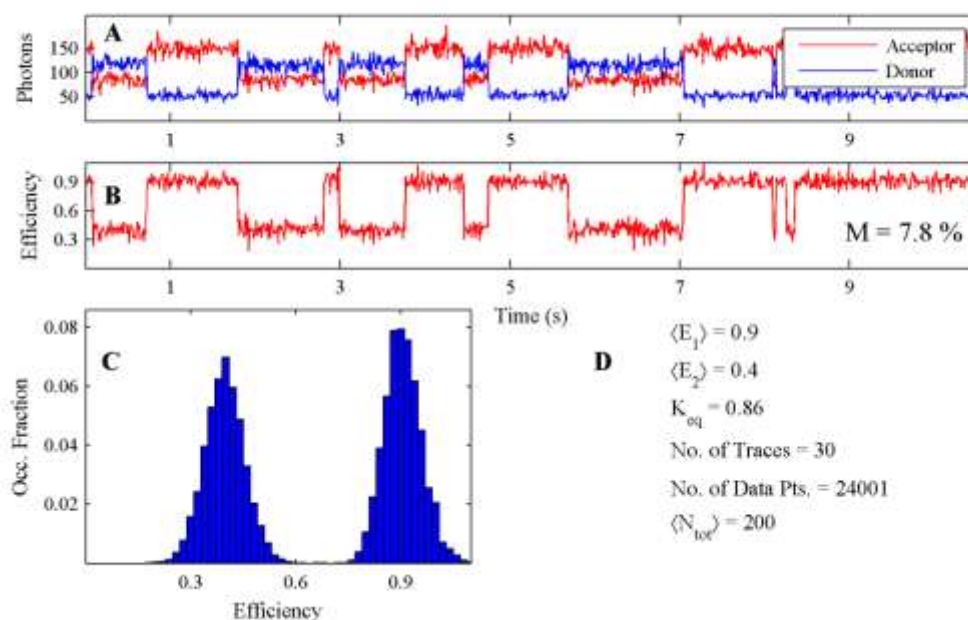 A
Photons
150
100
50
Acceptor
Donor
1 3 5 7 9
B
Efficiency
0.9
0.6
0.3
M = 7.8 %
1 3 5 7 9
Time (s)
C
Occ. Fraction
0.08
0.06
0.04
0.02
0.3 0.6 0.9
Efficiency
D
⟨E₁⟩ = 0.9
⟨E₂⟩ = 0.4
K_eq = 0.86
No. of Traces = 30
No. of Data Pts. = 24001
⟨N_tot⟩ = 200